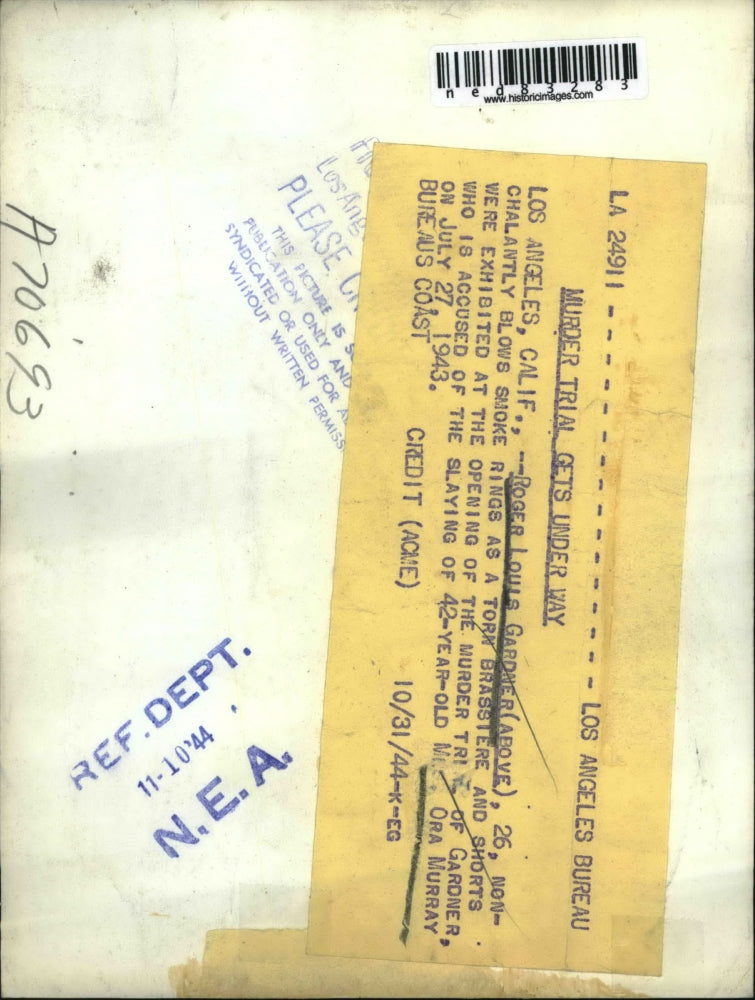 ned83283
www.historicimages.com
LA 24911 - - - - - - - - - - - - - - - LOS ANGELES BUREAU
MURDER TRIAL GETS UNDER WAY
LOS ANGELES, CALIF., --ROGER LOUIS GARDNER(ABOVE), 26, NON-
CHALANTLY BLOWS SMOKE RINGS AS A TORN BRASSIERE AND SHORTS
WERE EXHIBITED AT THE OPENING OF THE MURDER TRI OF GARDNER,
WHO IS ACCUSED OF THE SLAYING OF 42-YEAR-OLD ORA MURRAY
ON JULY 27, 1943.
BUREAUS COAST CREDIT (ACME) 10/31/44-K-EG
LOS ANGE
PLEASE
THIS PICTURE IS
PUBLICATION ONLY AND
SYNDICATED OR USED FOR
WITHOUT WRITTEN PERMISS
A70693
REF. DEPT.
11-10'44
N.E.A.